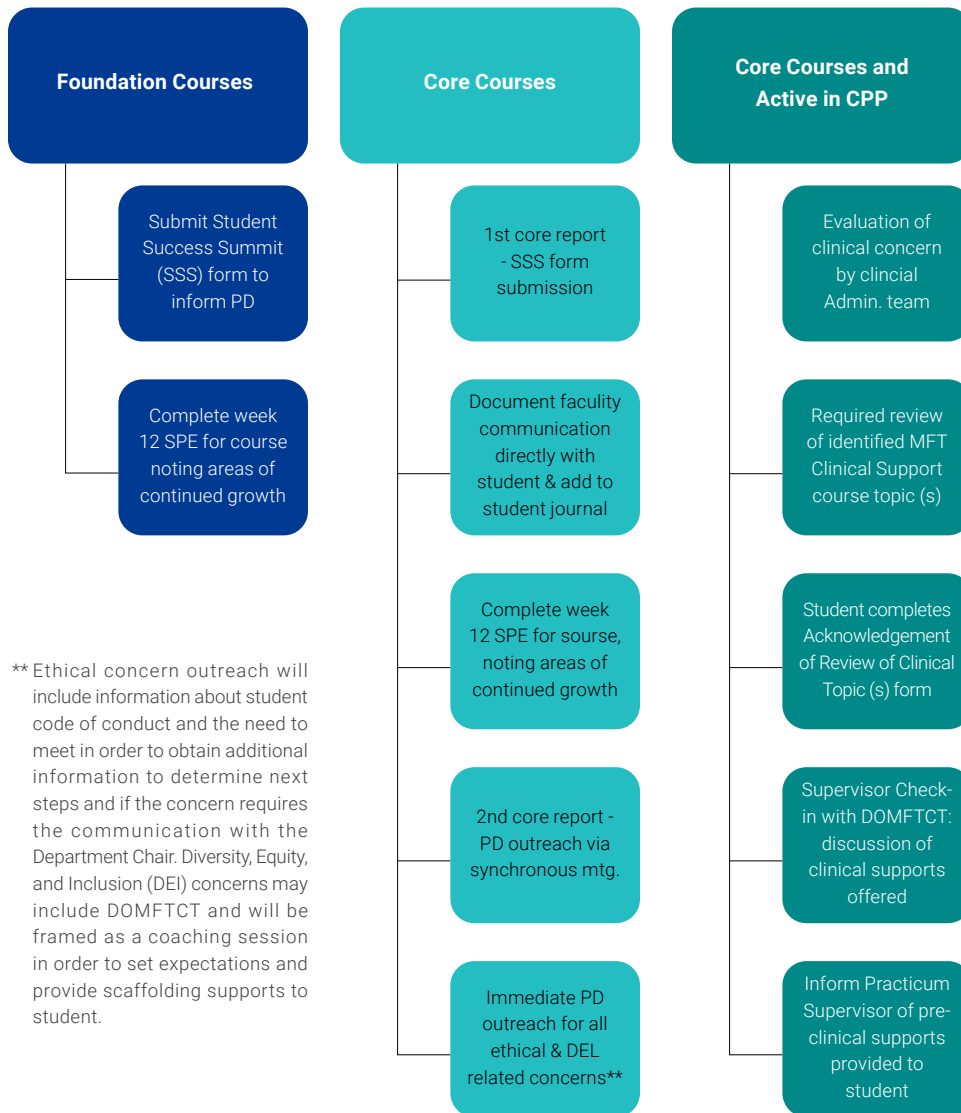 Foundation Courses
Submit Student
Success Summit
(SSS) form to
inform PD
Complete week
12 SPE for course
noting areas of
continued growth
** Ethical concern outreach will
include information about student
code of conduct and the need to
meet in order to obtain additional
information to determine next
steps and if the concern requires
the communication with the
Department Chair. Diversity, Equity,
and Inclusion (DEI) concerns may
include DOMFTCT and will be
framed as a coaching session
in order to set expectations and
provide scaffolding supports to
student.
Core Courses
1st core report
- SSS form
submission
Document faculity
communication
directly with
student & add to
student journal
Complete week
12 SPE for sourse,
noting areas of
continued growth
2nd core report -
PD outreach via
synchronous mtg.
Immediate PD
outreach for all
ethical & DEL
related concerns**
Core Courses and
Active in CPP
Evaluation of
clinical concern
by clincial
Admin. team
Required review
of identified MFT
Clinical Support
course topic (s)
Student completes
Acknowledgement
of Review of Clinical
Topic (s) form
Supervisor Check-
in with DOMFTCT:
discussion of
clinical supports
offered
Inform Practicum
Supervisor of pre-
clinical supports
provided to
student